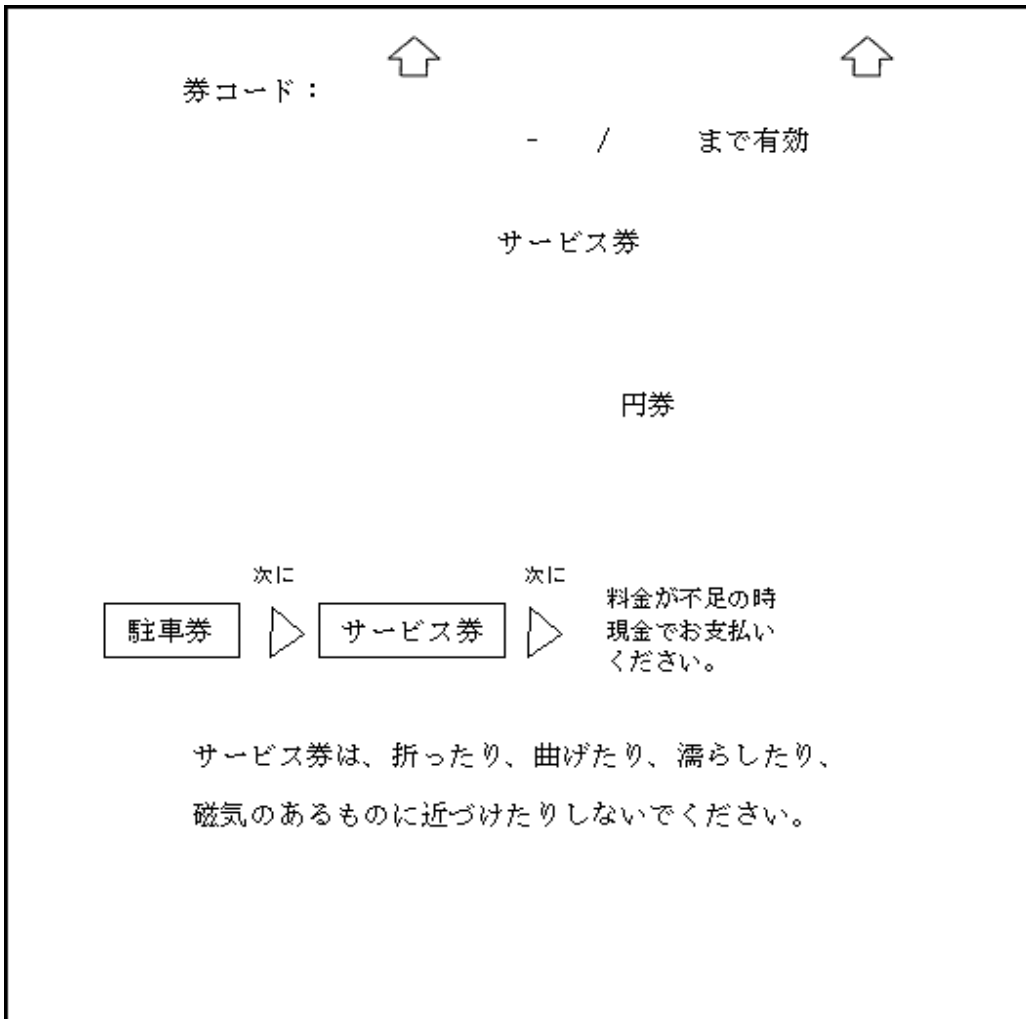 券コード：
- / まで有効
サービス券
円券
次に 次に
駐車券 サービス券
料金が不足の時
現金でお支払い
ください。
サービス券は、折ったり、曲げたり、濡らしたり、
磁気のあるものに近づけたりしないでください。